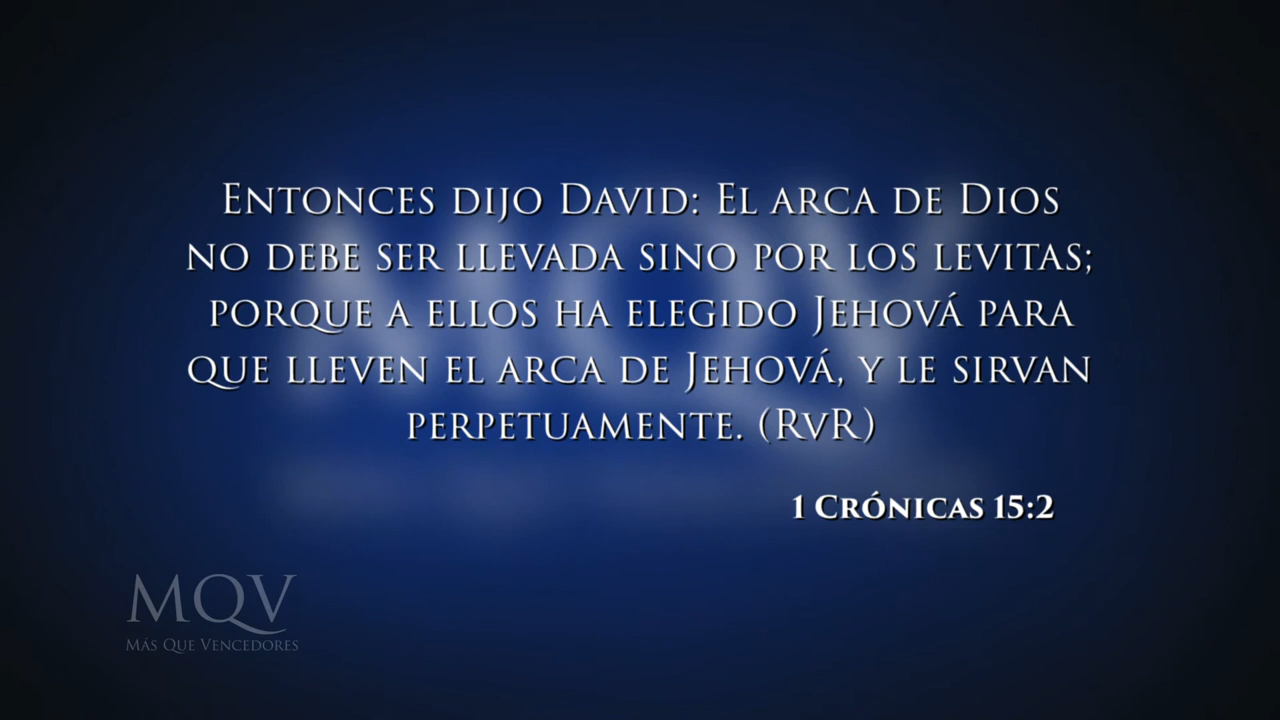 Entonces dijo David: El arca de Dios
no debe ser llevada sino por los levitas;
porque a ellos ha elegido Jehová para
que lleven el arca de Jehová, y le sirvan
perpetuamente. (RvR)
1 Crónicas 15:2
MQV
Más Que Vencedores